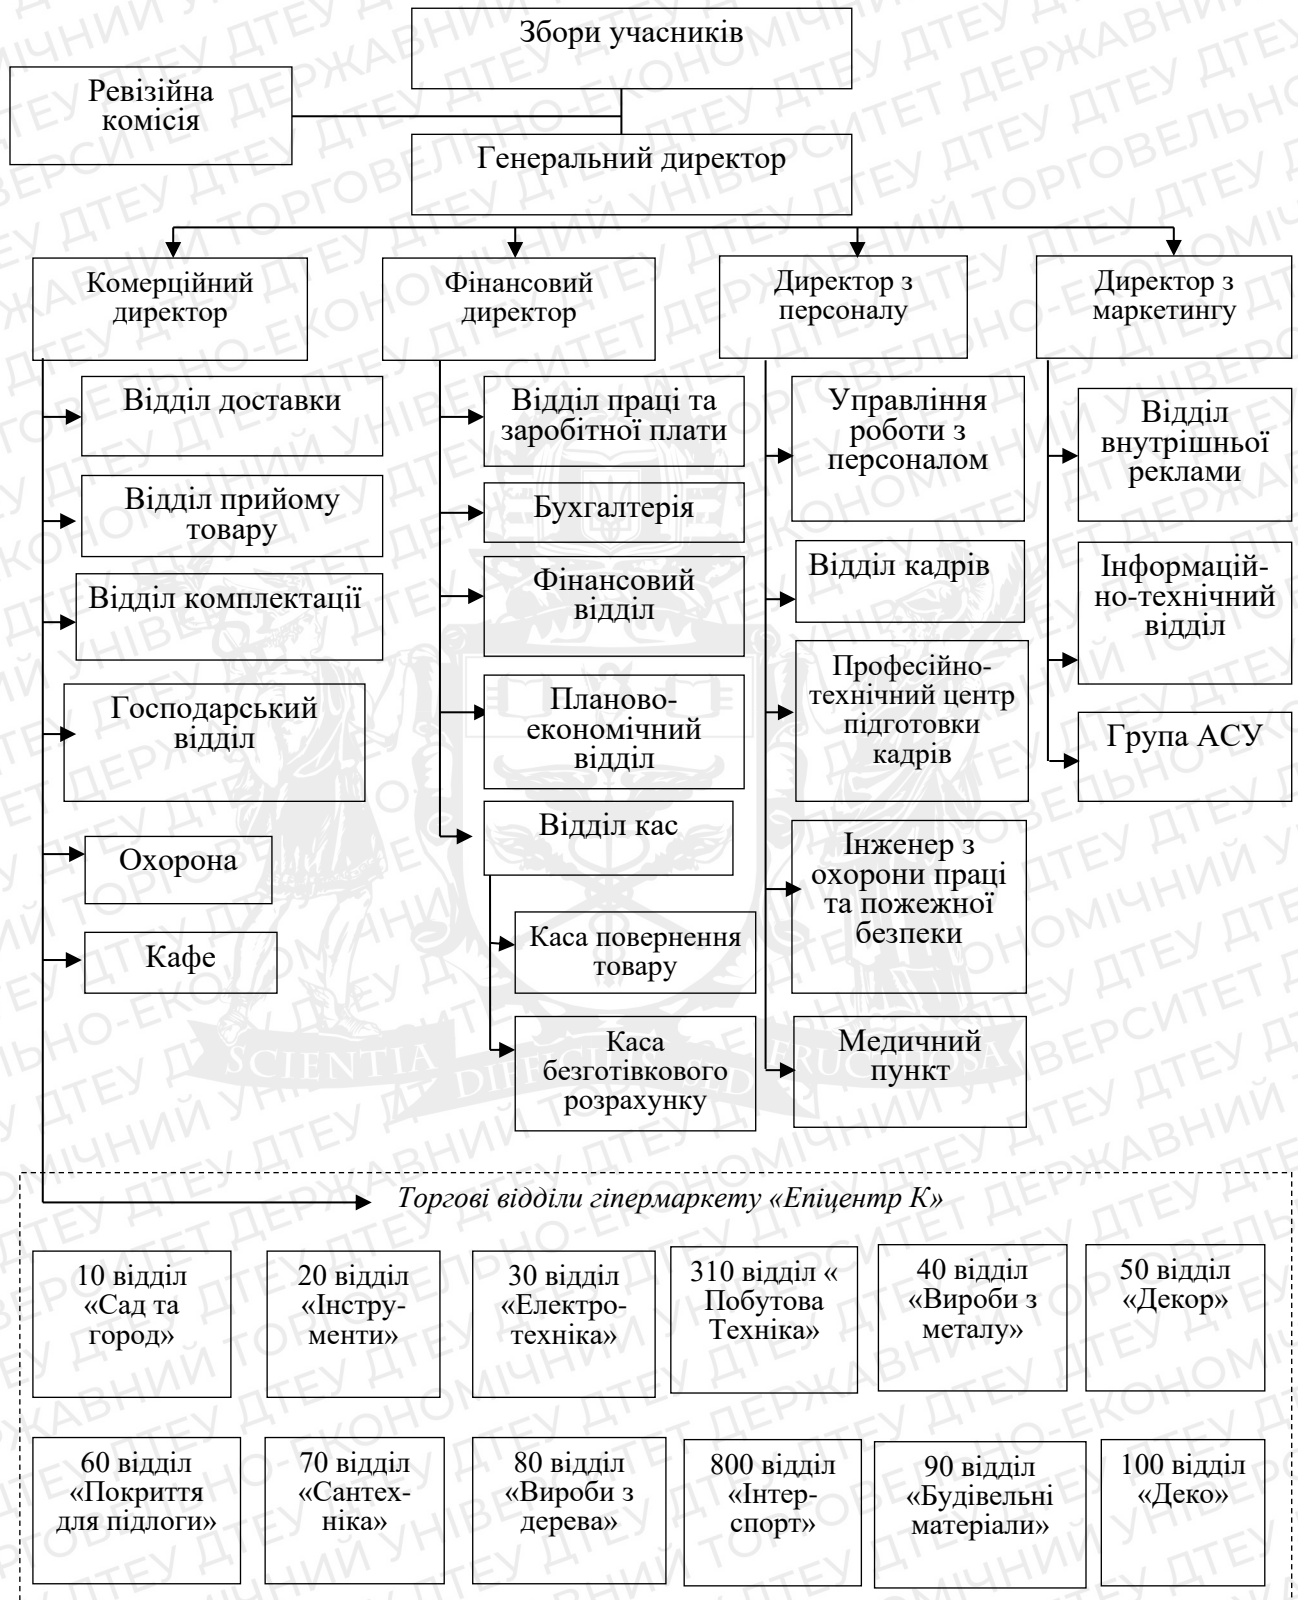 Збори учасників
Ревізійна
комісія
Генеральний директор
Комерційний
директор
Фінансовий
директор
Директор з
персоналу
Директор з
маркетингу
Відділ доставки
Відділ прийому
товару
Відділ комплектації
Господарський
відділ
Охорона
Кафе
Відділ праці та
заробітної плати
Бухгалтерія
Фінансовий
відділ
Планово-
економічний
відділ
Відділ кас
Каса повернення
товару
Каса
безготівкового
розрахунку
Управління
роботи з
персоналом
Відділ кадрів
Професійно-
технічний центр
підготовки
кадрів
Інженер з
охорони праці
та пожежної
безпеки
Медичний
пункт
Відділ
внутрішньої
реклами
Інформацій-
но-технічний
відділ
Група АСУ
Торгові відділи гіпермаркету «Епіцентр К»
10 відділ
«Сад та
город»
20 відділ
«Інстру-
менти»
30 відділ
«Електро-
техніка»
310 відділ «
Побутова
Техніка»
40 відділ
«Вироби з
металу»
50 відділ
«Декор»
60 відділ
«Покриття
для підлоги»
70 відділ
«Сантех-
ніка»
80 відділ
«Вироби з
дерева»
800 відділ
«Інтер-
спорт»
90 відділ
«Будівельні
матеріали»
100 відділ
«Деко»